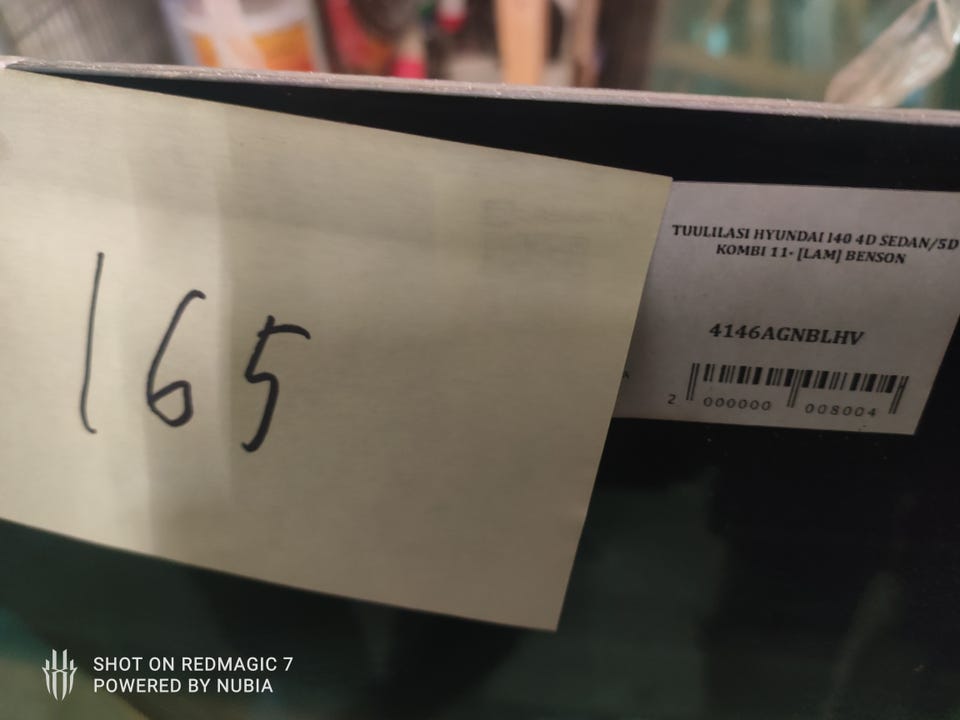 165
TUULILASI HYUNDAI I40 4D SEDAN/5D
KOMBI 11- [LAM] BENSON
4146AGNBLHV
2 000000 008004
SHOT ON REDMAGIC 7
POWERED BY NUBIA